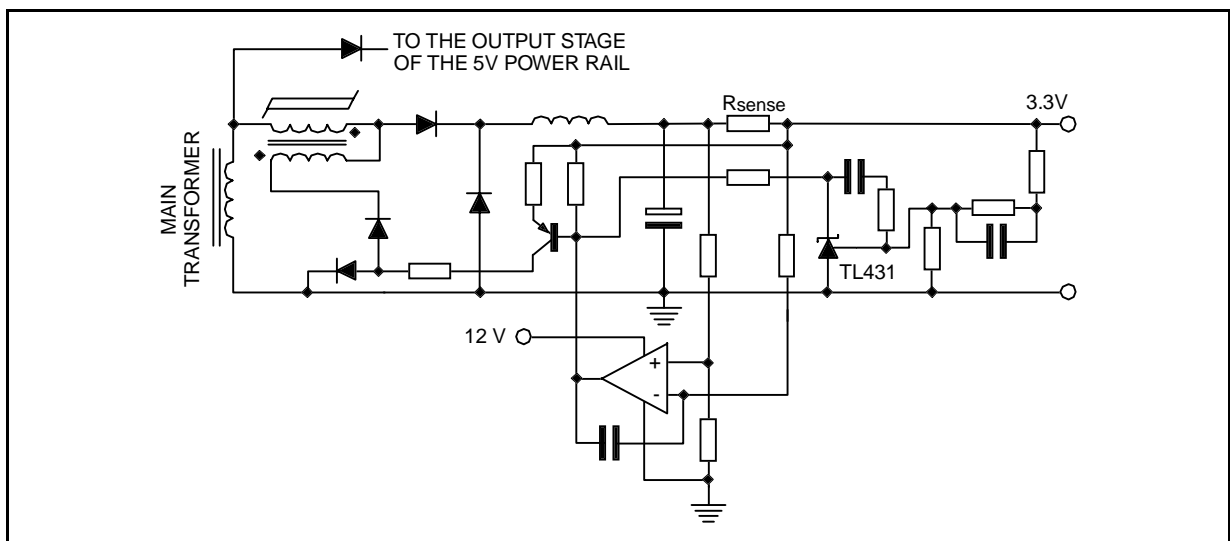 TO THE OUTPUT STAGE
OF THE 5V POWER RAIL
Rsense
3.3V
MAIN
TRANSFORMER
TL431
12 V
+
-